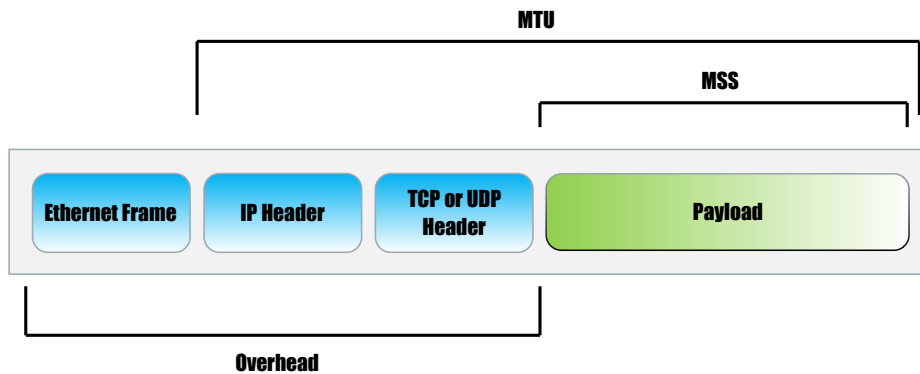 MTU
MSS
Ethernet Frame
IP Header
TCP or UDP
Header
Payload
Overhead